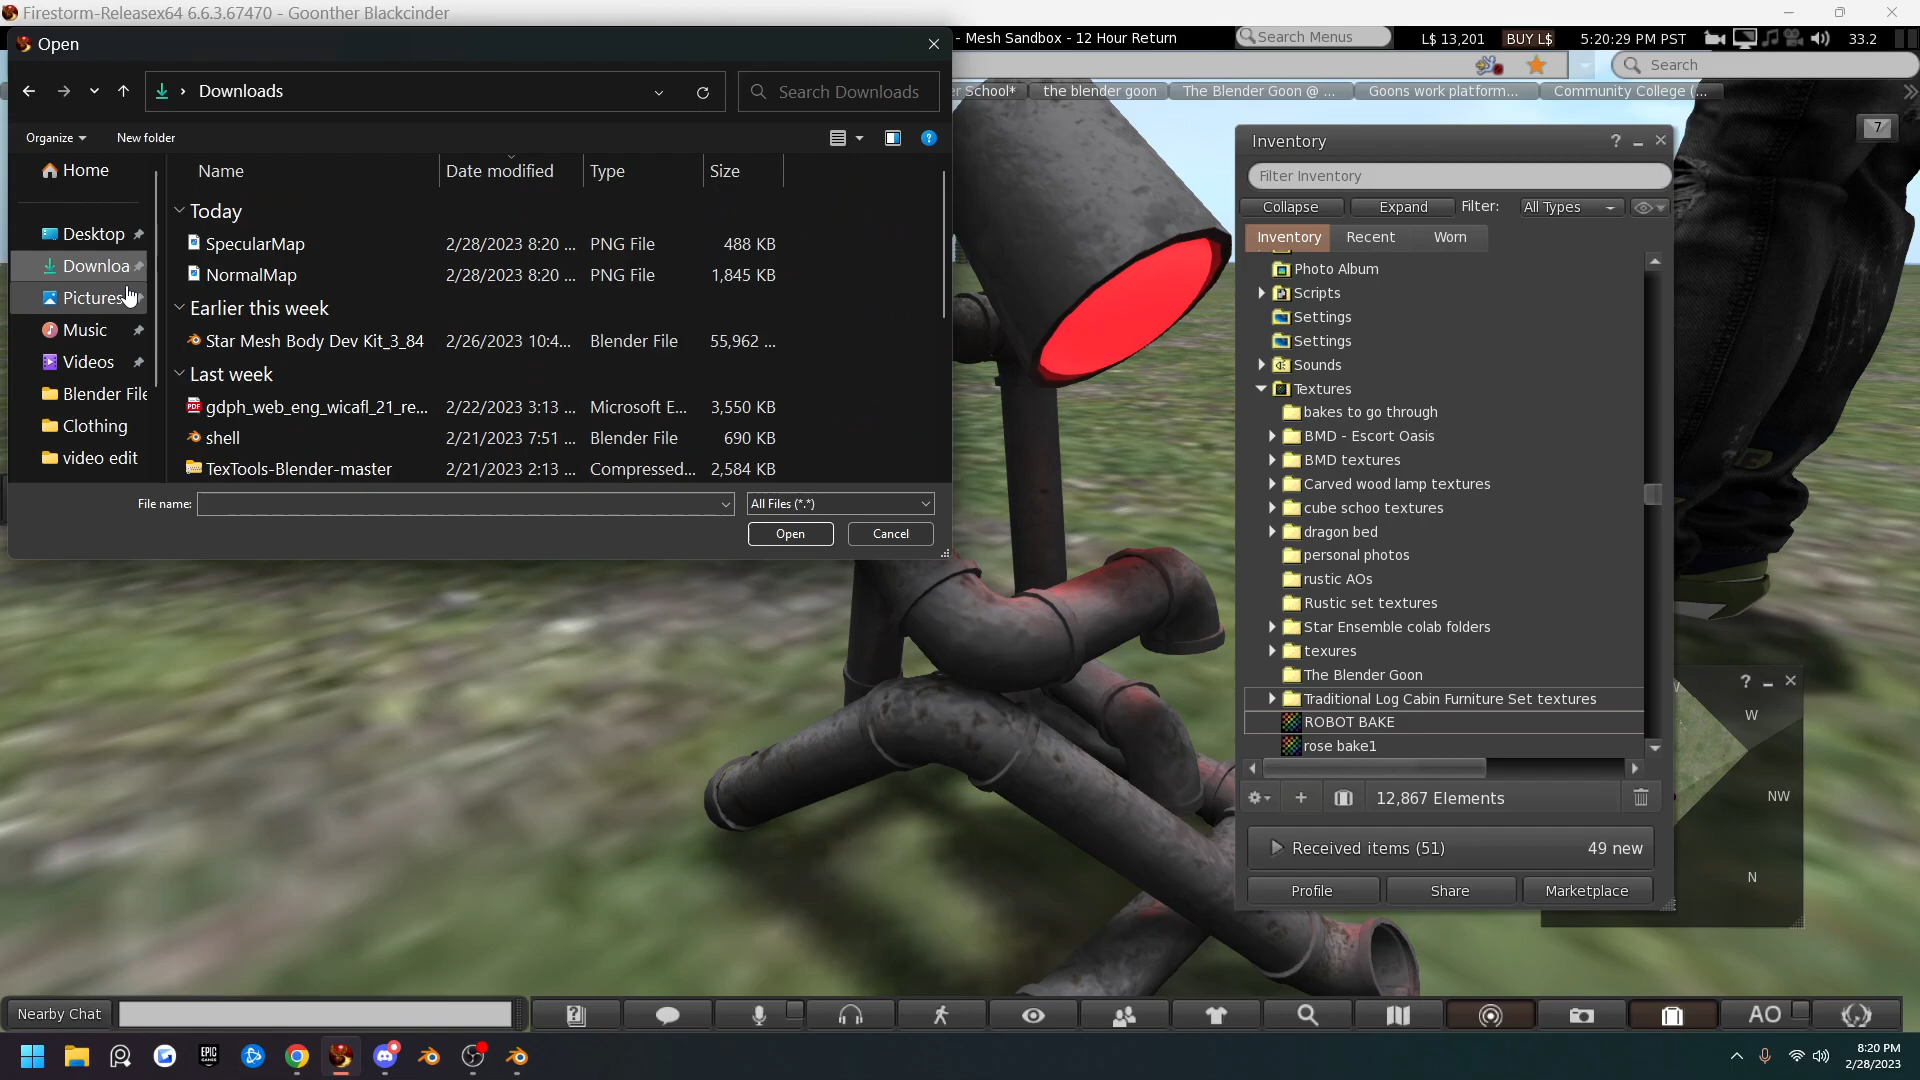 Firestorm-Releasex64 6.6.3.67470 - Goonther Blackcinder
Open
- Mesh Sandbox - 12 Hour Return
Search Menus
L$ 13,201
BUY L$
5:20:29 PM PST
33.2
Downloads
Search Downloads
Search
er School*
the blender goon
The Blender Goon @ ...
Goons work platform...
Community College (...
Organize
New folder
7
Home
Desktop
Downloa
Pictures
Music
Videos
Blender File
Clothing
video edit
Name
Date modified
Type
Size
Today
SpecularMap
2/28/2023 8:20 ...
PNG File
488 KB
NormalMap
2/28/2023 8:20 ...
PNG File
1,845 KB
Earlier this week
Star Mesh Body Dev Kit_3_84
2/26/2023 10:4...
Blender File
55,962 ...
Last week
gdph_web_eng_wicafl_21_re...
2/22/2023 3:13 ...
Microsoft E...
3,550 KB
shell
2/21/2023 7:51 ...
Blender File
690 KB
TexTools-Blender-master
2/21/2023 2:13 ...
Compressed...
2,584 KB
File name:
All Files (*.*)
Open
Cancel
Inventory
Filter Inventory
Collapse
Expand
Filter:
All Types
Inventory
Recent
Worn
Photo Album
Scripts
Settings
Settings
Sounds
Textures
bakes to go through
BMD - Escort Oasis
BMD textures
Carved wood lamp textures
cube schoo textures
dragon bed
personal photos
rustic AOs
Rustic set textures
Star Ensemble colab folders
texures
The Blender Goon
Traditional Log Cabin Furniture Set textures
ROBOT BAKE
rose bake1
12,867 Elements
Received items (51)
49 new
Profile
Share
Marketplace
W
NW
N
Nearby Chat
AO
EPIC
GAMES
8:20 PM
2/28/2023